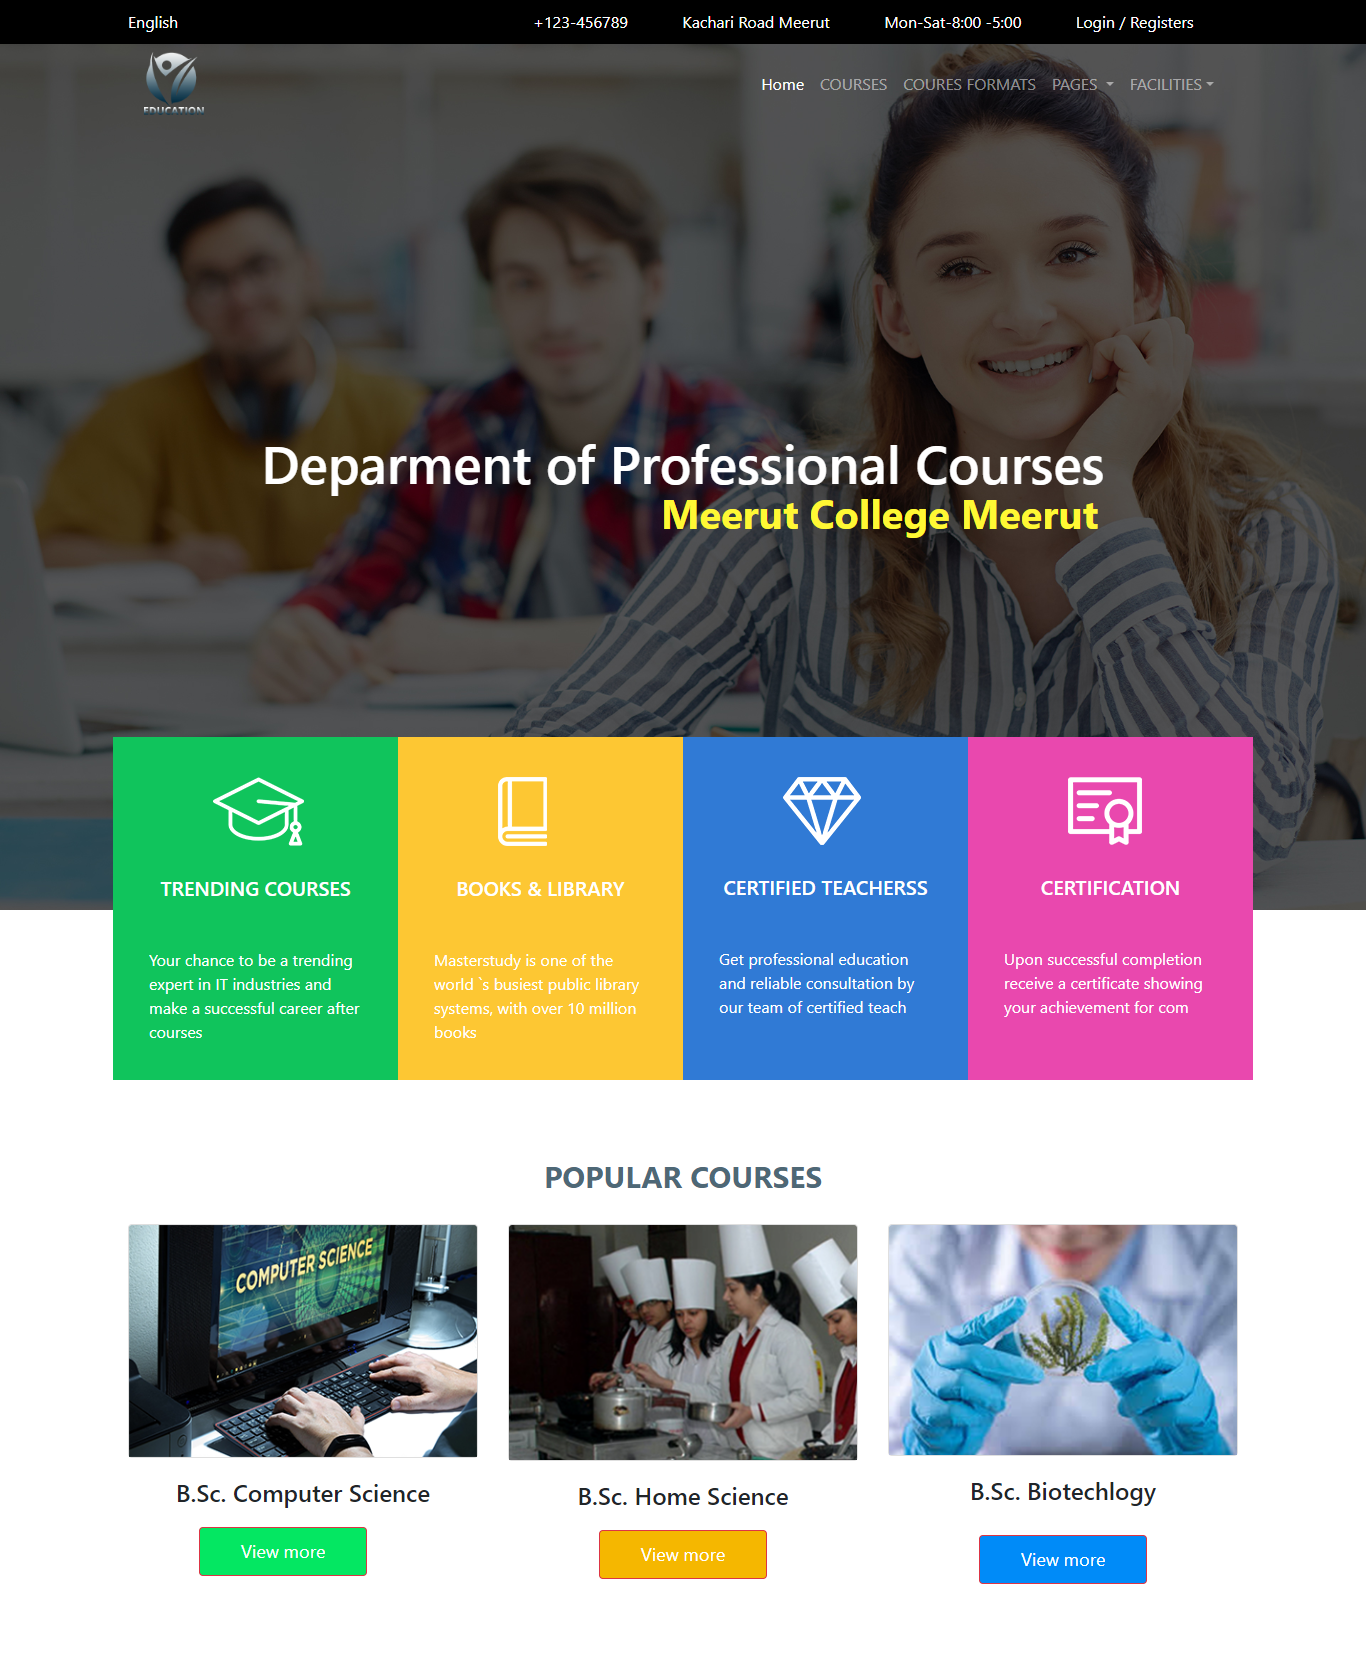 English
+123-456789
Kachari Road Meerut
Mon-Sat-8:00 -5:00
Login / Registers
EDUCATION
Home
COURSES
COURES FORMATS
PAGES
FACILITIES
Deparment of Professional Courses
Meerut College Meerut
TRENDING COURSES
Your chance to be a trending
expert in IT industries and
make a successful career after
courses
BOOKS & LIBRARY
Masterstudy is one of the
world `s busiest public library
systems, with over 10 million
books
CERTIFIED TEACHERSS
Get professional education
and reliable consultation by
our team of certified teach
CERTIFICATION
Upon successful completion
receive a certificate showing
your achievement for com
POPULAR COURSES
COMPUTER SCIENCE
B.Sc. Computer Science
View more
B.Sc. Home Science
View more
B.Sc. Biotechlogy
View more